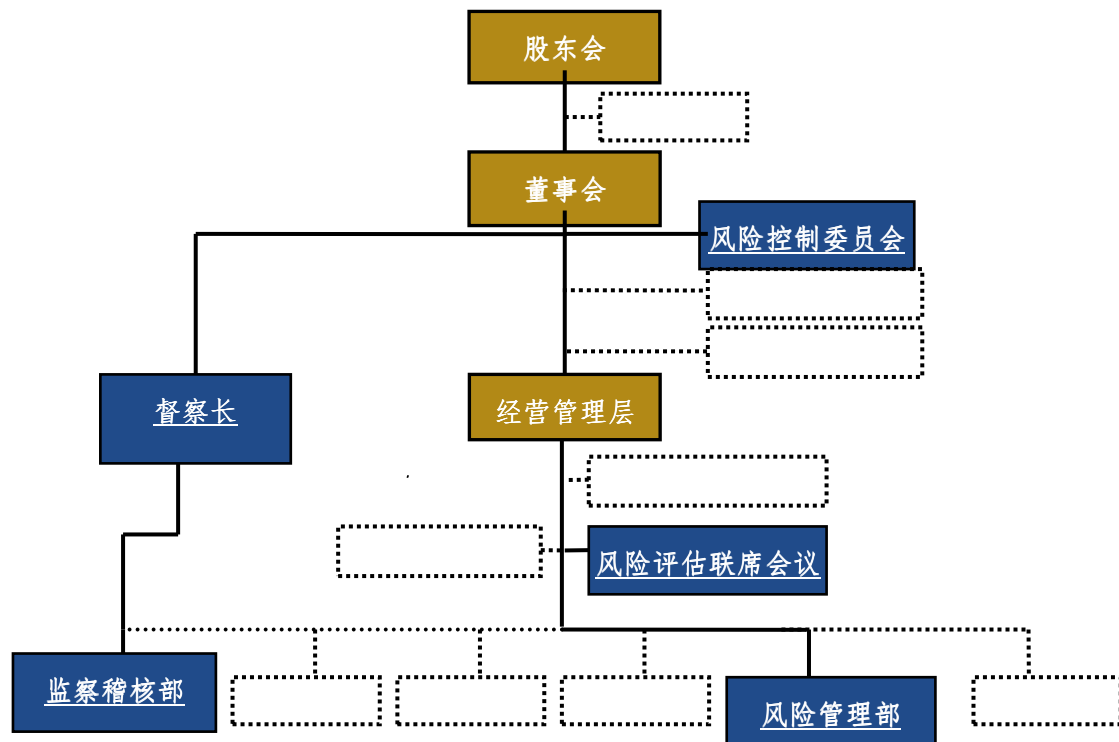 股东会
董事会
风险控制委员会
督察长
经营管理层
风险评估联席会议
监察稽核部
风险管理部